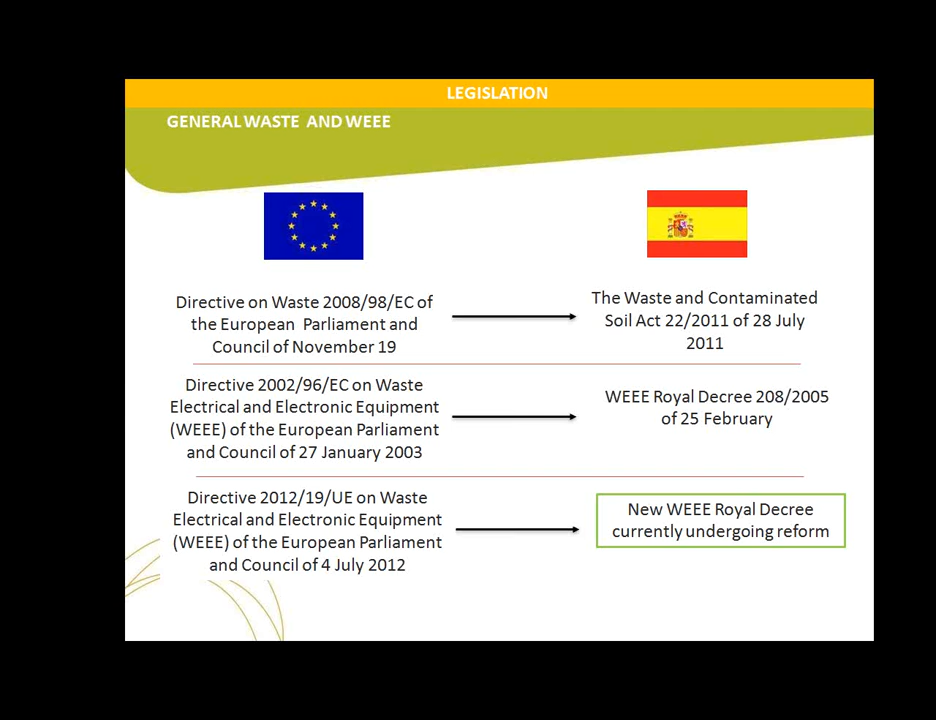 LEGISLATION
GENERAL WASTE AND WEEE
Directive on Waste 2008/98/EC of
the European Parliament and
Council of November 19
The Waste and Contaminated
Soil Act 22/2011 of 28 July
2011
Directive 2002/96/EC on Waste
Electrical and Electronic Equipment
(WEEE) of the European Parliament
and Council of 27 January 2003
WEEE Royal Decree 208/2005
of 25 February
Directive 2012/19/UE on Waste
Electrical and Electronic Equipment
(WEEE) of the European Parliament
and Council of 4 July 2012
New WEEE Royal Decree
currently undergoing reform